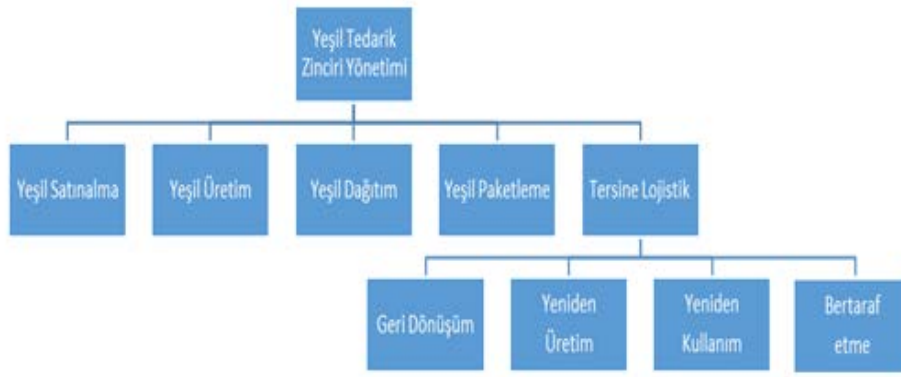 Yeşil Tedarik
Zinciri Yönetimi
Yeşil Satınalma
Yeşil Üretim
Yeşil Dağıtım
Yeşil Paketleme
Tersine Lojistik
Geri Dönüşüm
Yeniden
Üretim
Yeniden
Kullanım
Bertaraf
etme